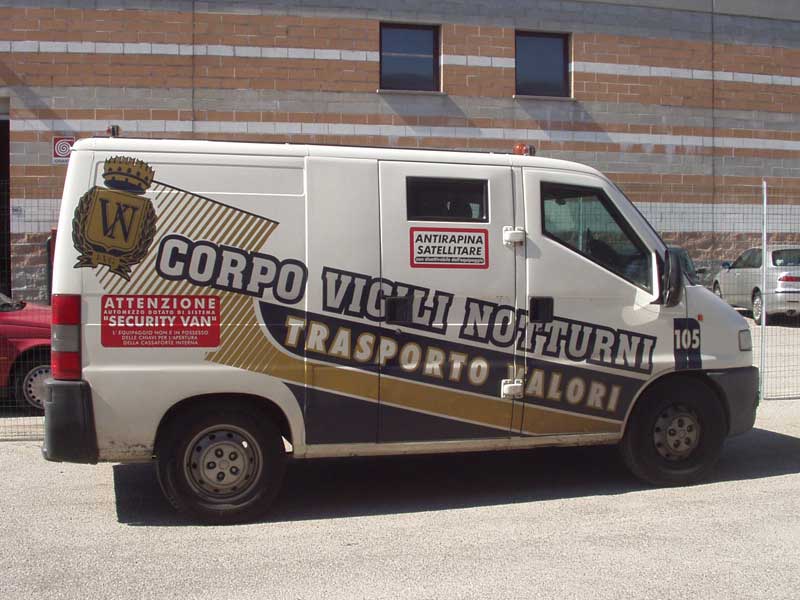 ANTIRAPINA
SATELLITARE
CORPO VIGILI NOTTURNI
TRASPORTO VALORI
105
ATTENZIONE
AUTOMEZZO DOTATO DI SISTEMA
"SECURITY VAN"
L'EQUIPAGGIO NON È IN POSSESSO
DELLE CHIAVI PER L'APERTURA
DELLA CASSAFORTE INTERNA